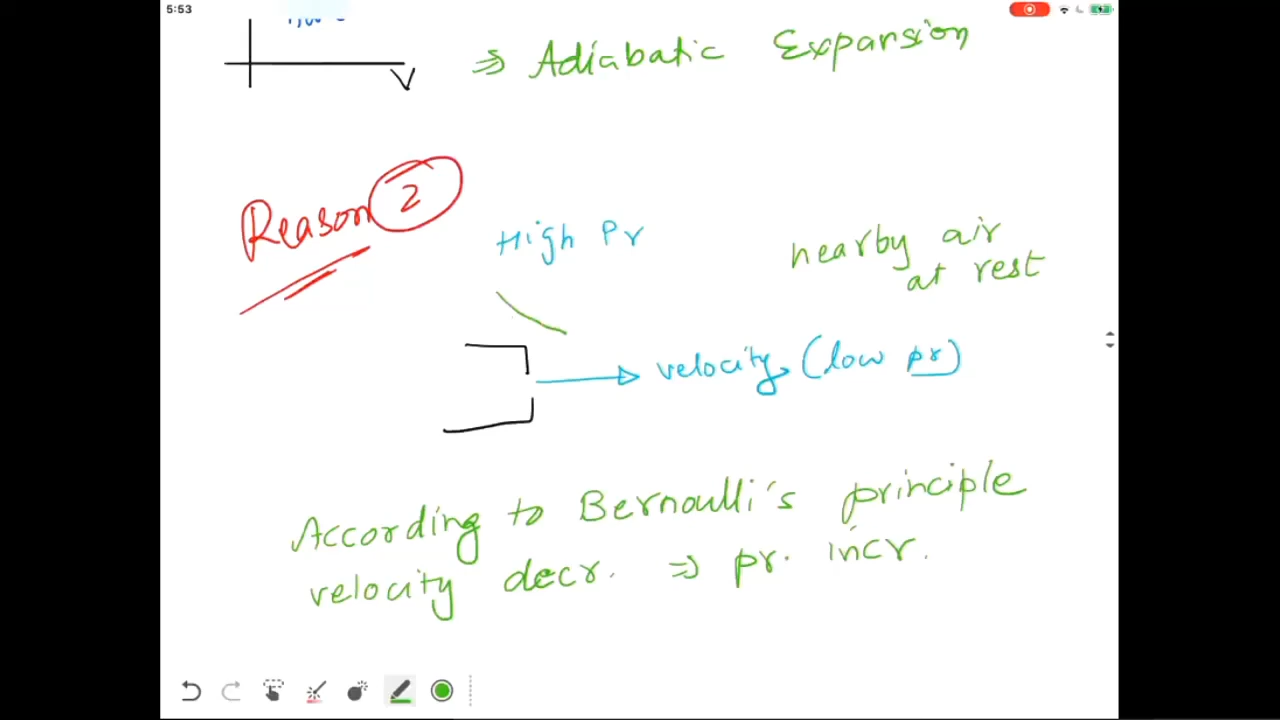 5:53
V
⇒ Adiabatic Expansion
Reason 2
High Pr
nearby air
at rest
velocity (low pr)
According to Bernoulli's principle
velocity decr. ⇒ pr. incr.